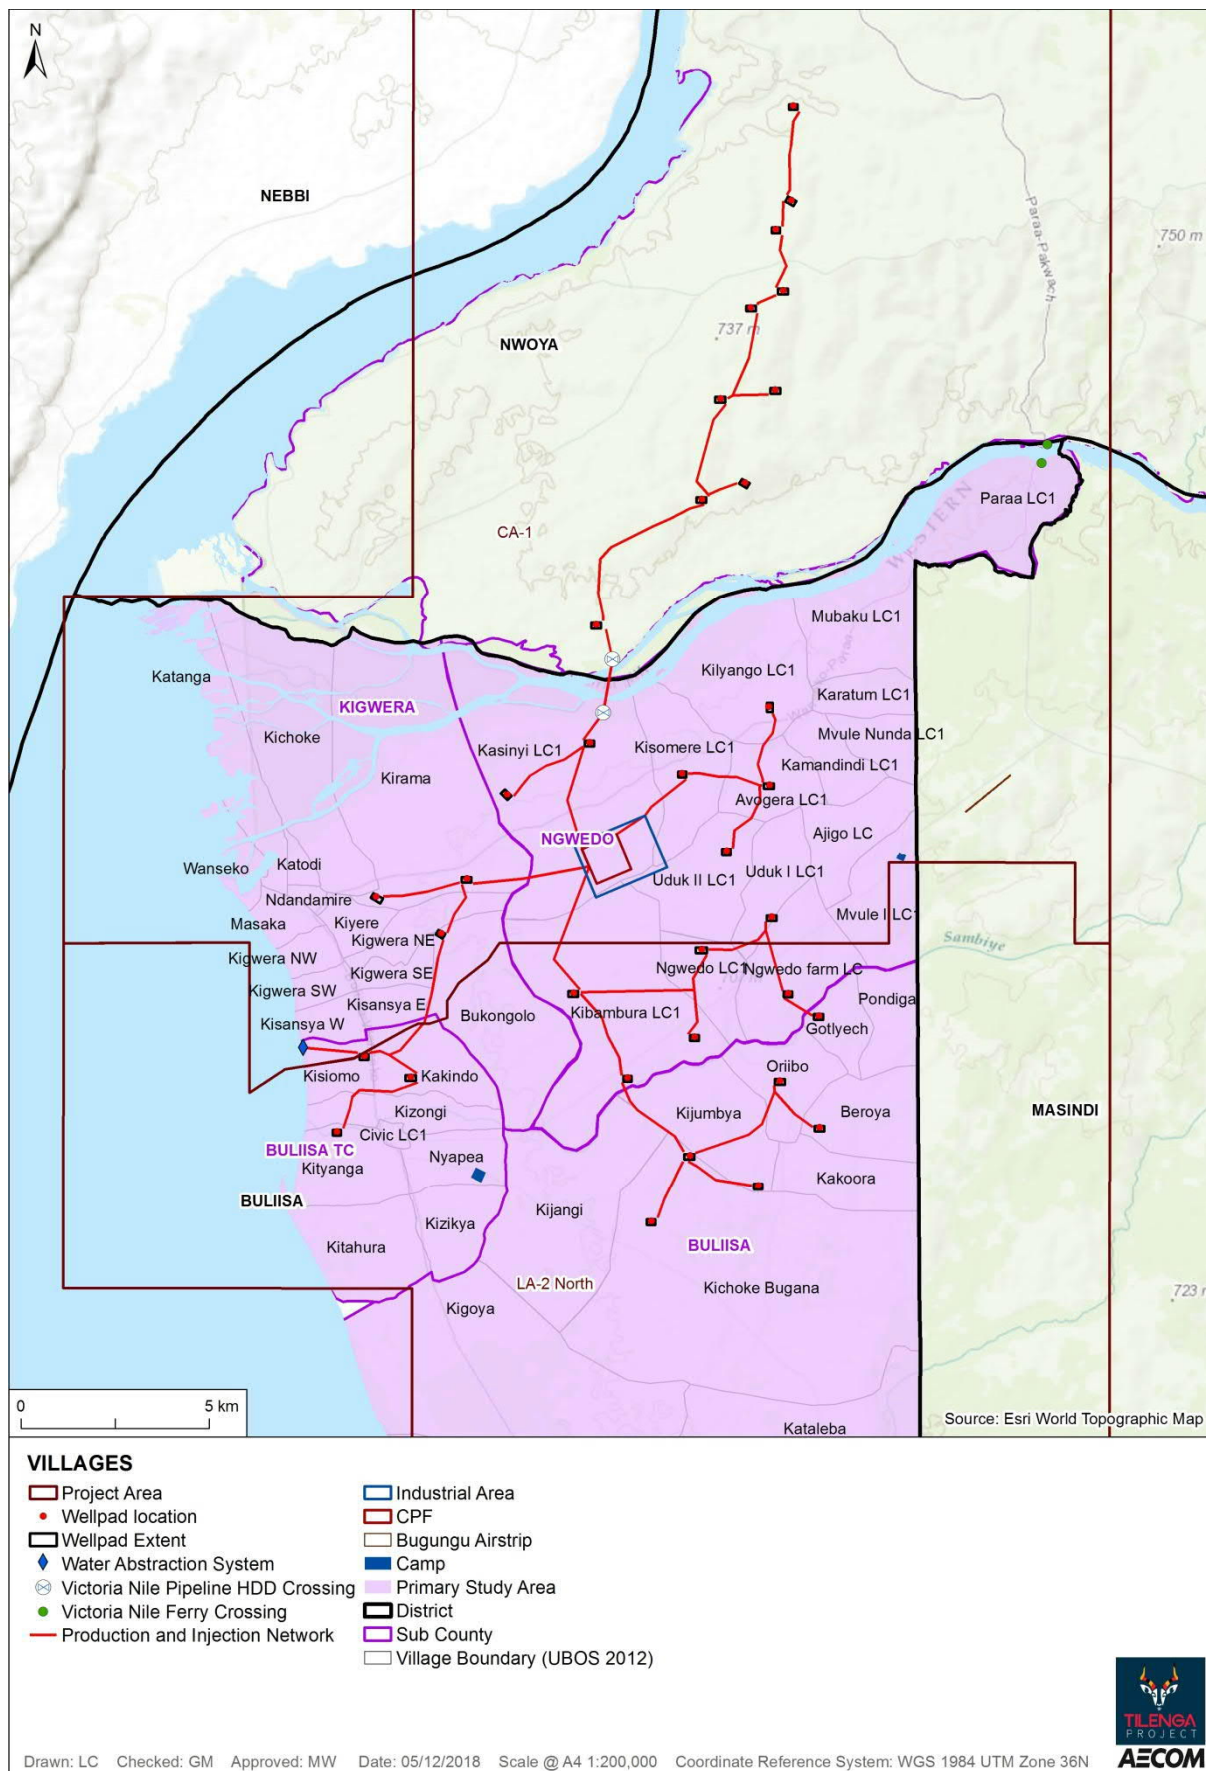 N
NEBBI
Paraa-Pakwach
750 m
737 m
NWOYA
WESTERN
Paraa LC1
CA-1
Mubaku LC1
Kilyango LC1
Katanga
Karatum LC1
KIGWERA
Kichoke
Mvule Nunda LC1
Kasinyi LC1
Kisomere LC1
Kamandindi LC1
Kirama
Avogera LC1
NGWEDO
Ajigo LC
Wanseko
Katodi
Uduk II LC1
Uduk I LC1
Ndandamire
Masaka
Kiyere
Mvule I LC1
Kigwera NE
Sambiye
Kigwera NW
Kigwera SE
Ngwedo LC1
Ngwedo farm LC
Kigwera SW
Kisansya E
Pondiga
Kisansya W
Bukongolo
Kibambura LC1
Gotlyech
Kisiomo
Kakindo
Oriibo
Kizongi
Kijumbya
Beroya
MASINDI
Civic LC1
BULIISA TC
Nyapea
Kityanga
Kakoora
BULIISA
Kijangi
Kizikya
Kitahura
BULIISA
LA-2 North
Kichoke Bugana
723 m
Kigoya
0 5 km
Source: Esri World Topographic Map
Kataleba
VILLAGES
Project Area
Wellpad location
Wellpad Extent
Water Abstraction System
Victoria Nile Pipeline HDD Crossing
Victoria Nile Ferry Crossing
Production and Injection Network
Industrial Area
CPF
Bugungu Airstrip
Camp
Primary Study Area
District
Sub County
Village Boundary (UBOS 2012)
TILENGA
PROJECT
AECOM
Drawn: LC Checked: GM Approved: MW Date: 05/12/2018 Scale @ A4 1:200,000 Coordinate Reference System: WGS 1984 UTM Zone 36N